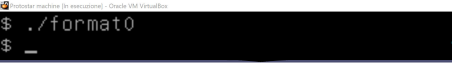 Protostar machine [In esecuzione] - Oracle VM VirtualBox
$ ./format0
$ _